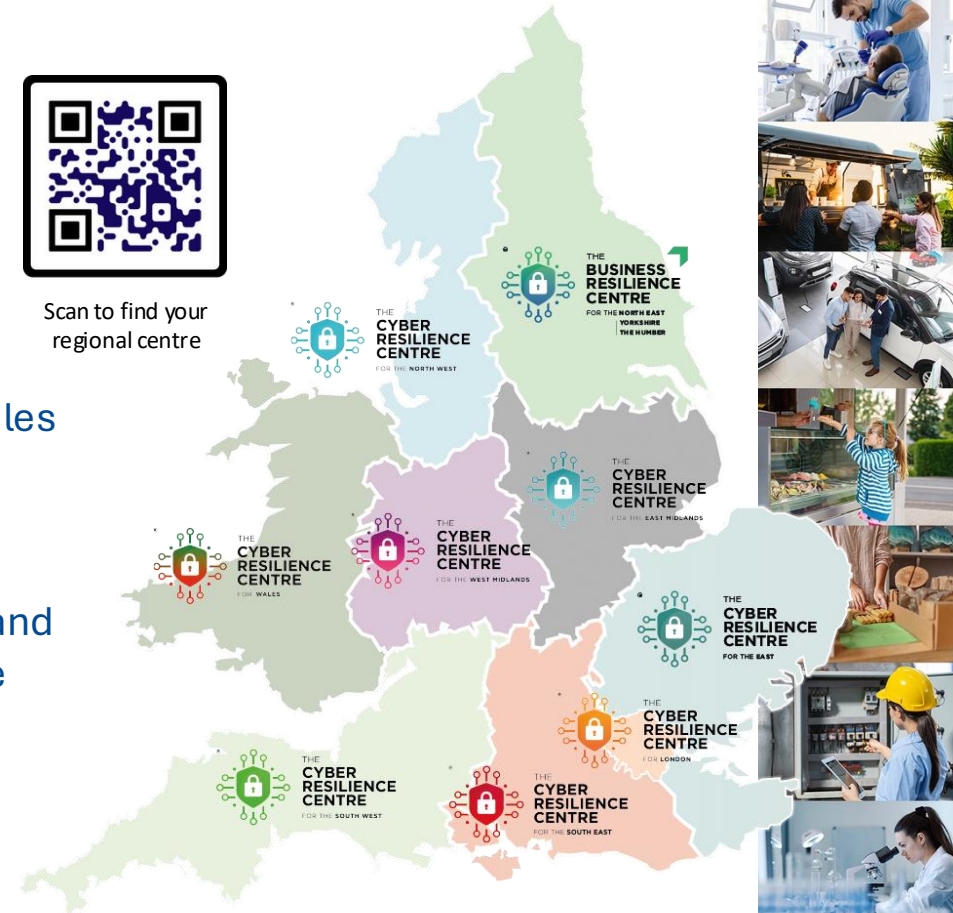 Scan to find your
regional centre
les
and
e
THE
BUSINESS
RESILIENCE
CENTRE
FOR THE NORTH EAST
YORKSHIRE
THE HUMBER
THE
CYBER
RESILIENCE
CENTRE
FOR THE NORTH WEST
THE
CYBER
RESILIENCE
CENTRE
FOR THE EAST MIDLANDS
THE
CYBER
RESILIENCE
CENTRE
FOR THE WEST MIDLANDS
THE
CYBER
RESILIENCE
CENTRE
FOR WALES
THE
CYBER
RESILIENCE
CENTRE
FOR THE EAST
THE
CYBER
RESILIENCE
CENTRE
FOR LONDON
THE
CYBER
RESILIENCE
CENTRE
FOR THE SOUTH WEST
THE
CYBER
RESILIENCE
CENTRE
FOR THE SOUTH EAST